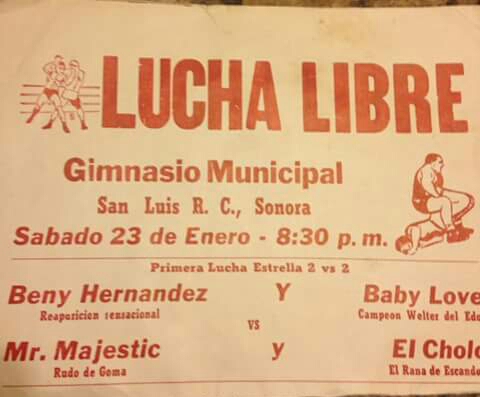 LUCHA LIBRE
Gimnasio Municipal
San Luis R. C., Sonora
Sabado 23 de Enero - 8:30 p. m.
Primera Lucha Estrella 2 vs 2
Beny Hernandez Y Baby Love
Reaparicion sensacional Campeon Welter del
vs
Mr. Majestic y El Cholo
Rudo de Goma El Rana de